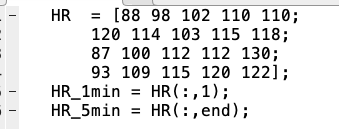 HR = [88 98 102 110 110;
120 114 103 115 118;
87 100 112 112 130;
93 109 115 120 122];
HR_1min = HR(:,1);
HR_5min = HR(:,end);